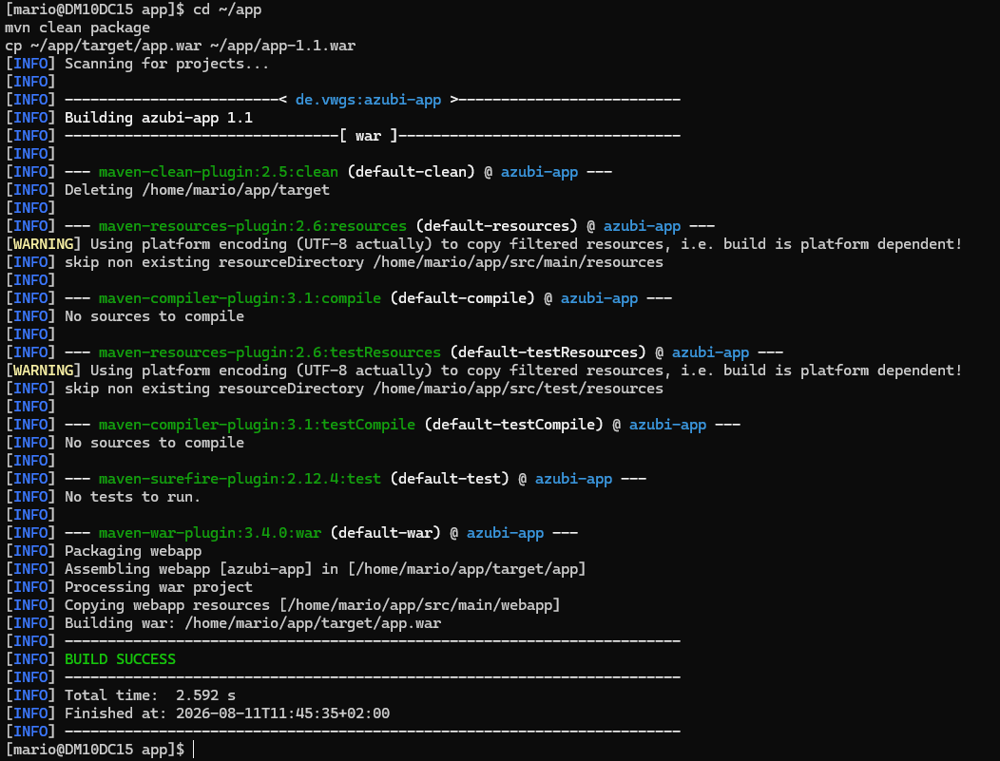 [mario@DM10DC15 app]$ cd ~/app
mvn clean package
cp ~/app/target/app.war ~/app/app-1.1.war
[INFO] Scanning for projects...
[INFO]
[INFO] -------------------------< de.vwgs:azubi-app >--------------------------
[INFO] Building azubi-app 1.1
[INFO] --------------------------------[ war ]---------------------------------
[INFO]
[INFO] --- maven-clean-plugin:2.5:clean (default-clean) @ azubi-app ---
[INFO] Deleting /home/mario/app/target
[INFO]
[INFO] --- maven-resources-plugin:2.6:resources (default-resources) @ azubi-app ---
[WARNING] Using platform encoding (UTF-8 actually) to copy filtered resources, i.e. build is platform dependent!
[INFO] skip non existing resourceDirectory /home/mario/app/src/main/resources
[INFO]
[INFO] --- maven-compiler-plugin:3.1:compile (default-compile) @ azubi-app ---
[INFO] No sources to compile
[INFO]
[INFO] --- maven-resources-plugin:2.6:testResources (default-testResources) @ azubi-app ---
[WARNING] Using platform encoding (UTF-8 actually) to copy filtered resources, i.e. build is platform dependent!
[INFO] skip non existing resourceDirectory /home/mario/app/src/test/resources
[INFO]
[INFO] --- maven-compiler-plugin:3.1:testCompile (default-testCompile) @ azubi-app ---
[INFO] No sources to compile
[INFO]
[INFO] --- maven-surefire-plugin:2.12.4:test (default-test) @ azubi-app ---
[INFO] No tests to run.
[INFO]
[INFO] --- maven-war-plugin:3.4.0:war (default-war) @ azubi-app ---
[INFO] Packaging webapp
[INFO] Assembling webapp [azubi-app] in [/home/mario/app/target/app]
[INFO] Processing war project
[INFO] Copying webapp resources [/home/mario/app/src/main/webapp]
[INFO] Building war: /home/mario/app/target/app.war
[INFO] ------------------------------------------------------------------------
[INFO] BUILD SUCCESS
[INFO] ------------------------------------------------------------------------
[INFO] Total time:  2.592 s
[INFO] Finished at: 2026-08-11T11:45:35+02:00
[INFO] ------------------------------------------------------------------------
[mario@DM10DC15 app]$